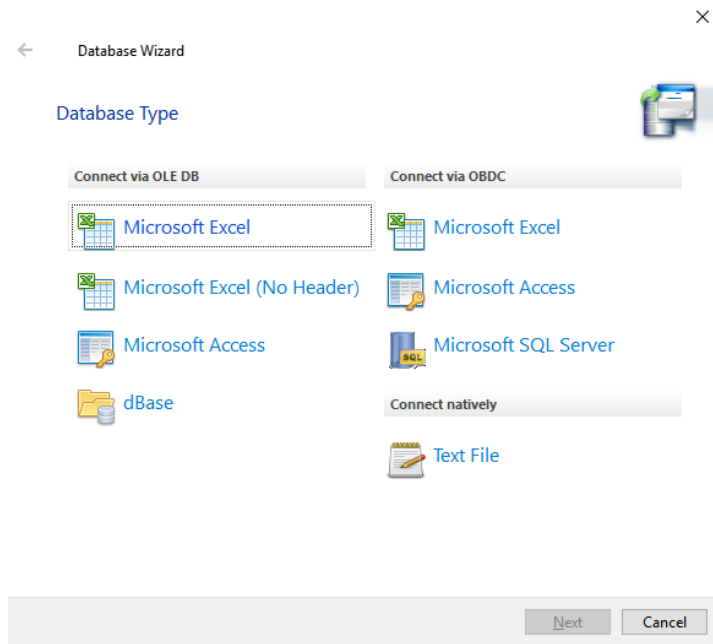 Database Wizard
Database Type
Connect via OLE DB
Microsoft Excel
Microsoft Excel (No Header)
Microsoft Access
dBase
Connect via OBDC
Microsoft Excel
Microsoft Access
SQL
Microsoft SQL Server
Connect natively
Text File
Next
Cancel